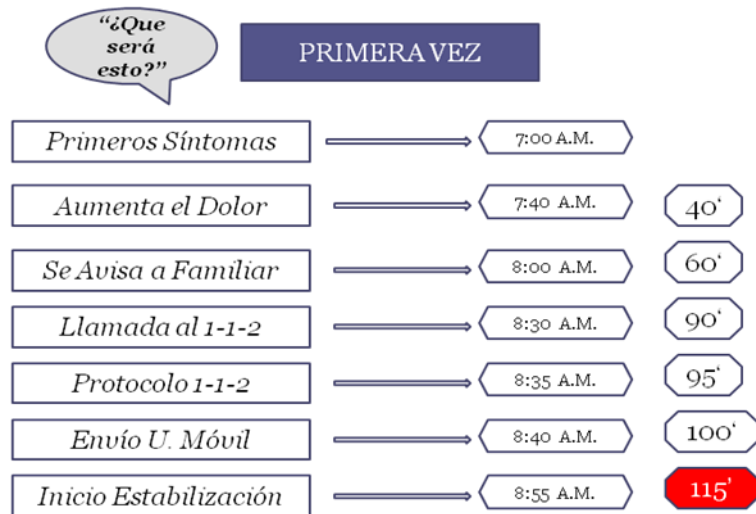 “¿Que
será
esto?”
PRIMERA VEZ
Primeros Síntomas 7:00 A.M.
Aumenta el Dolor 7:40 A.M. 40‘
Se Avisa a Familiar 8:00 A.M. 60‘
Llamada al 1-1-2 8:30 A.M. 90‘
Protocolo 1-1-2 8:35 A.M. 95‘
Envío U. Móvil 8:40 A.M. 100‘
Inicio Estabilización 8:55 A.M. 115‘